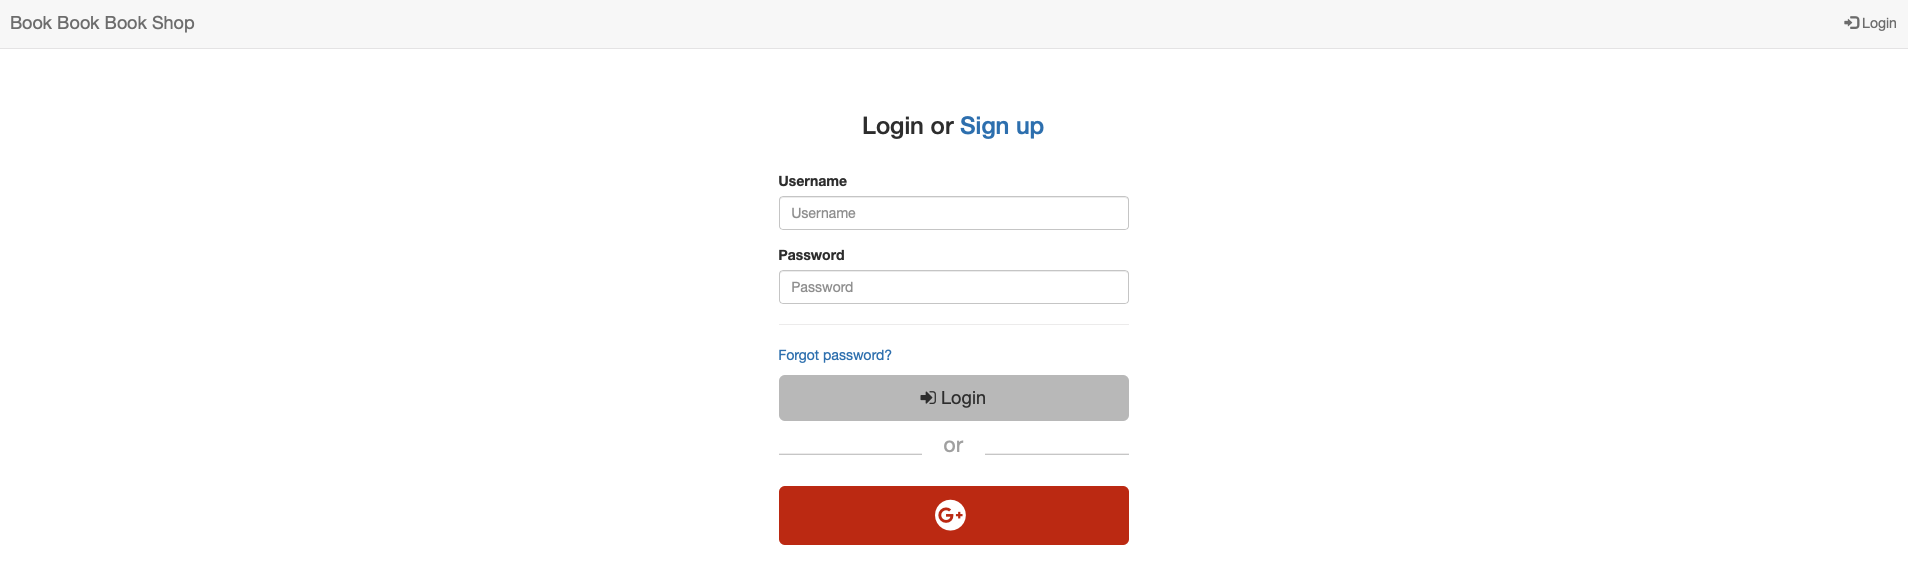 Book Book Book Shop
Login
Login or Sign up
Username
Username
Password
Password
Forgot password?
Login
or
G+